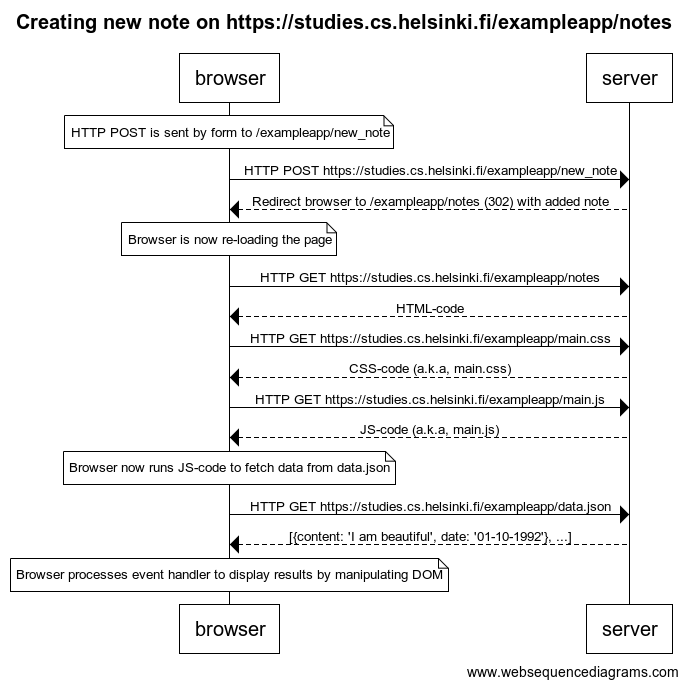 Creating new note on https://studies.cs.helsinki.fi/exampleapp/notes
browser
server
HTTP POST is sent by form to /exampleapp/new_note
HTTP POST https://studies.cs.helsinki.fi/exampleapp/new_note
Redirect browser to /exampleapp/notes (302) with added note
Browser is now re-loading the page
HTTP GET https://studies.cs.helsinki.fi/exampleapp/notes
HTML-code
HTTP GET https://studies.cs.helsinki.fi/exampleapp/main.css
CSS-code (a.k.a, main.css)
HTTP GET https://studies.cs.helsinki.fi/exampleapp/main.js
JS-code (a.k.a, main.js)
Browser now runs JS-code to fetch data from data.json
HTTP GET https://studies.cs.helsinki.fi/exampleapp/data.json
[{content: 'I am beautiful', date: '01-10-1992'}, ...]
Browser processes event handler to display results by manipulating DOM
browser
server
www.websequencediagrams.com